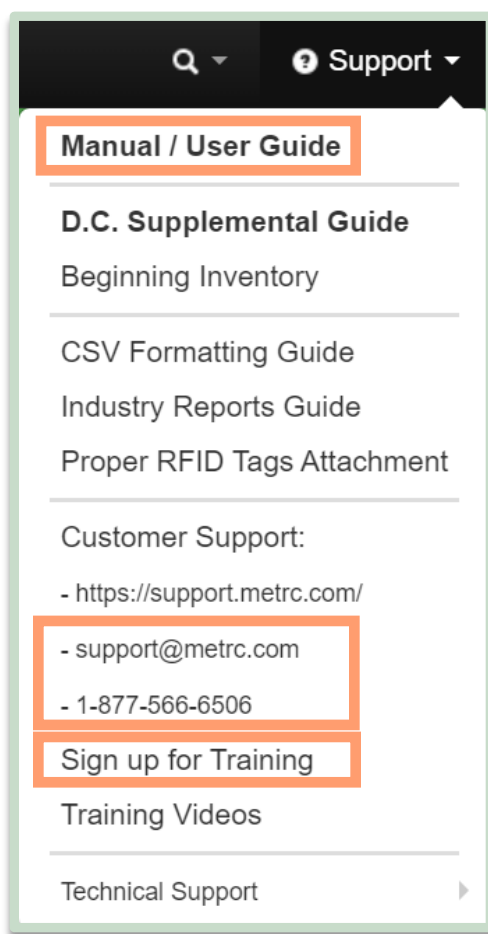 Support
Manual / User Guide
D.C. Supplemental Guide
Beginning Inventory
CSV Formatting Guide
Industry Reports Guide
Proper RFID Tags Attachment
Customer Support:
- https://support.metrc.com/
- support@metrc.com
- 1-877-566-6506
Sign up for Training
Training Videos
Technical Support